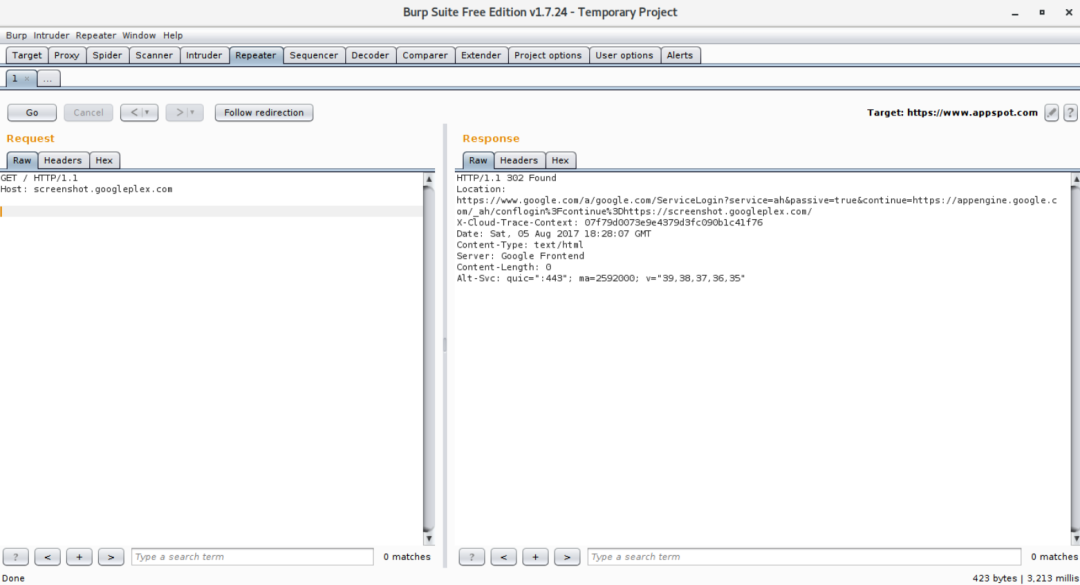 Burp Suite Free Edition v1.7.24 - Temporary Project
Burp Intruder Repeater Window Help
Target Proxy Spider Scanner Intruder Repeater Sequencer Decoder Comparer Extender Project options User options Alerts
1 × ...
Go Cancel < > Follow redirection Target: https://www.appspot.com ?
Request
Raw Headers Hex
GET / HTTP/1.1
Host: screenshot.googleplex.com
? < + > Type a search term 0 matches
Response
Raw Headers Hex
HTTP/1.1 302 Found
Location:
https://www.google.com/a/google.com/ServiceLogin?service=ah&passive=true&continue=https://appengine.google.c
om/_ah/conflogin%3Fcontinue%3Dhttps://screenshot.googleplex.com/
X-Cloud-Trace-Context: 07f79d0073e9e4379d3fc090b1c41f76
Date: Sat, 05 Aug 2017 18:28:07 GMT
Content-Type: text/html
Server: Google Frontend
Content-Length: 0
Alt-Svc: quic=":443"; ma=2592000; v="39,38,37,36,35"
? < + > Type a search term 0 matches
Done 423 bytes | 3,213 millis